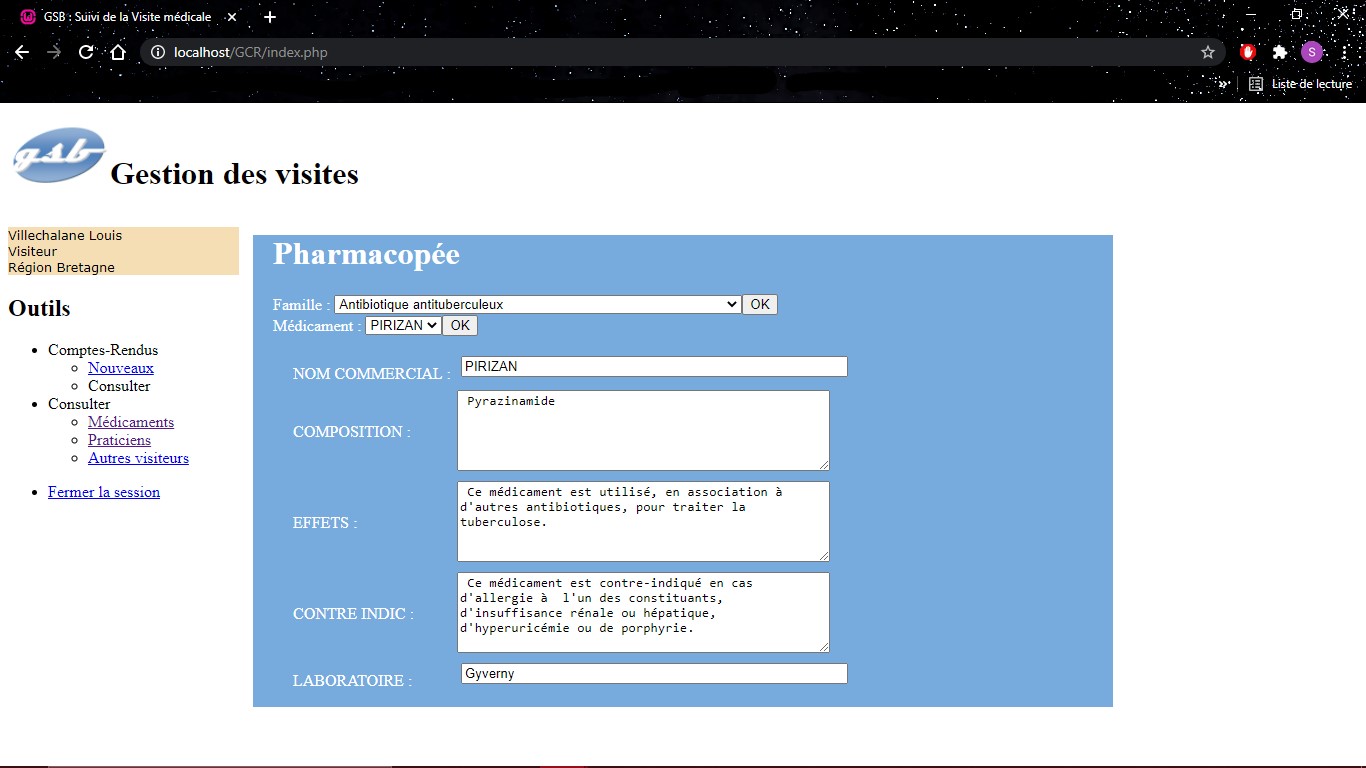 GSB : Suivi de la Visite médicale
localhost/GCR/index.php
S
» Liste de lecture
gsb Gestion des visites
Villechalane Louis
Visiteur
Région Bretagne
Outils
Comptes-Rendus
Nouveaux
Consulter
Consulter
Médicaments
Praticiens
Autres visiteurs
Fermer la session
Pharmacopée
Famille : Antibiotique antituberculeux OK
Médicament : PIRIZAN OK
NOM COMMERCIAL : PIRIZAN
COMPOSITION : Pyrazinamide
EFFETS : Ce médicament est utilisé, en association à
d'autres antibiotiques, pour traiter la
tuberculose.
CONTRE INDIC : Ce médicament est contre-indiqué en cas
d'allergie à  l'un des constituants,
d'insuffisance rénale ou hépatique,
d'hyperuricémie ou de porphyrie.
LABORATOIRE : Gyverny